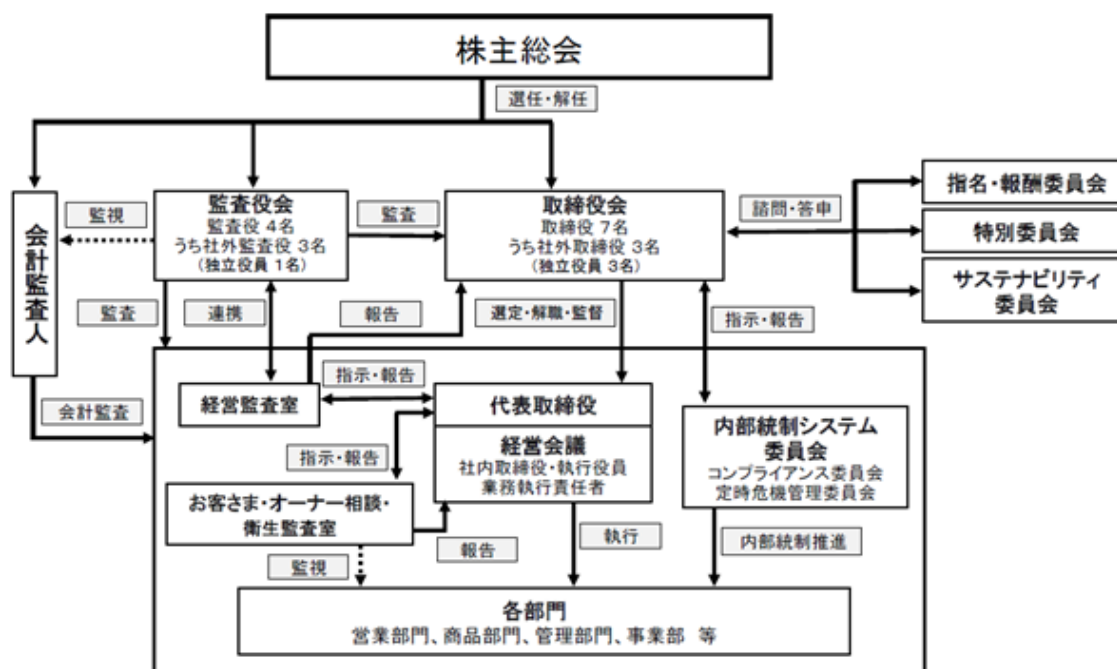 株主総会
選任・解任
会計監査人
監視
監査役会
監査役 4名
うち社外監査役 3名
(独立役員 1名)
監査
取締役会
取締役 7名
うち社外取締役 3名
(独立役員 3名)
諮問・答申
指名・報酬委員会
特別委員会
サステナビリティ
委員会
監査
連携
報告
選定・解職・監督
指示・報告
会計監査
経営監査室
指示・報告
代表取締役
経営会議
社内取締役・執行役員
業務執行責任者
内部統制システム
委員会
コンプライアンス委員会
定時危機管理委員会
指示・報告
お客さま・オーナー相談・
衛生監査室
監視
報告
執行
内部統制推進
各部門
営業部門、商品部門、管理部門、事業部 等